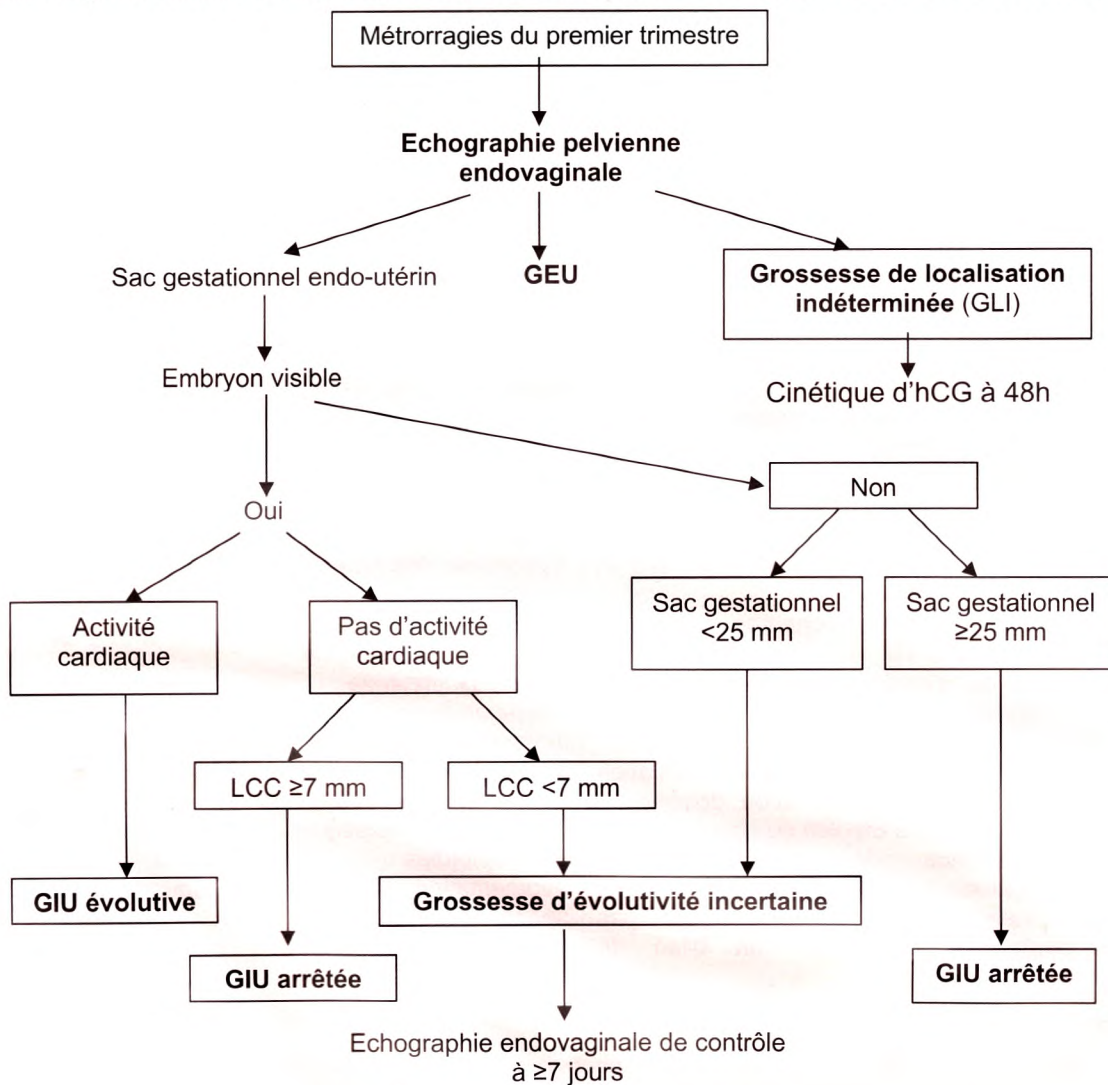 Métrorragies du premier trimestre
Echographie pelvienne
endovaginale
Sac gestationnel endo-utérin
GEU
Grossesse de localisation
indéterminée (GLI)
Embryon visible
Cinétique d'hCG à 48h
Oui
Non
Activité
cardiaque
Pas d'activité
cardiaque
Sac gestationnel
<25 mm
Sac gestationnel
≥25 mm
LCC ≥7 mm
LCC <7 mm
GIU évolutive
Grossesse d'évolutivité incertaine
GIU arrêtée
GIU arrêtée
Echographie endovaginale de contrôle
à ≥7 jours